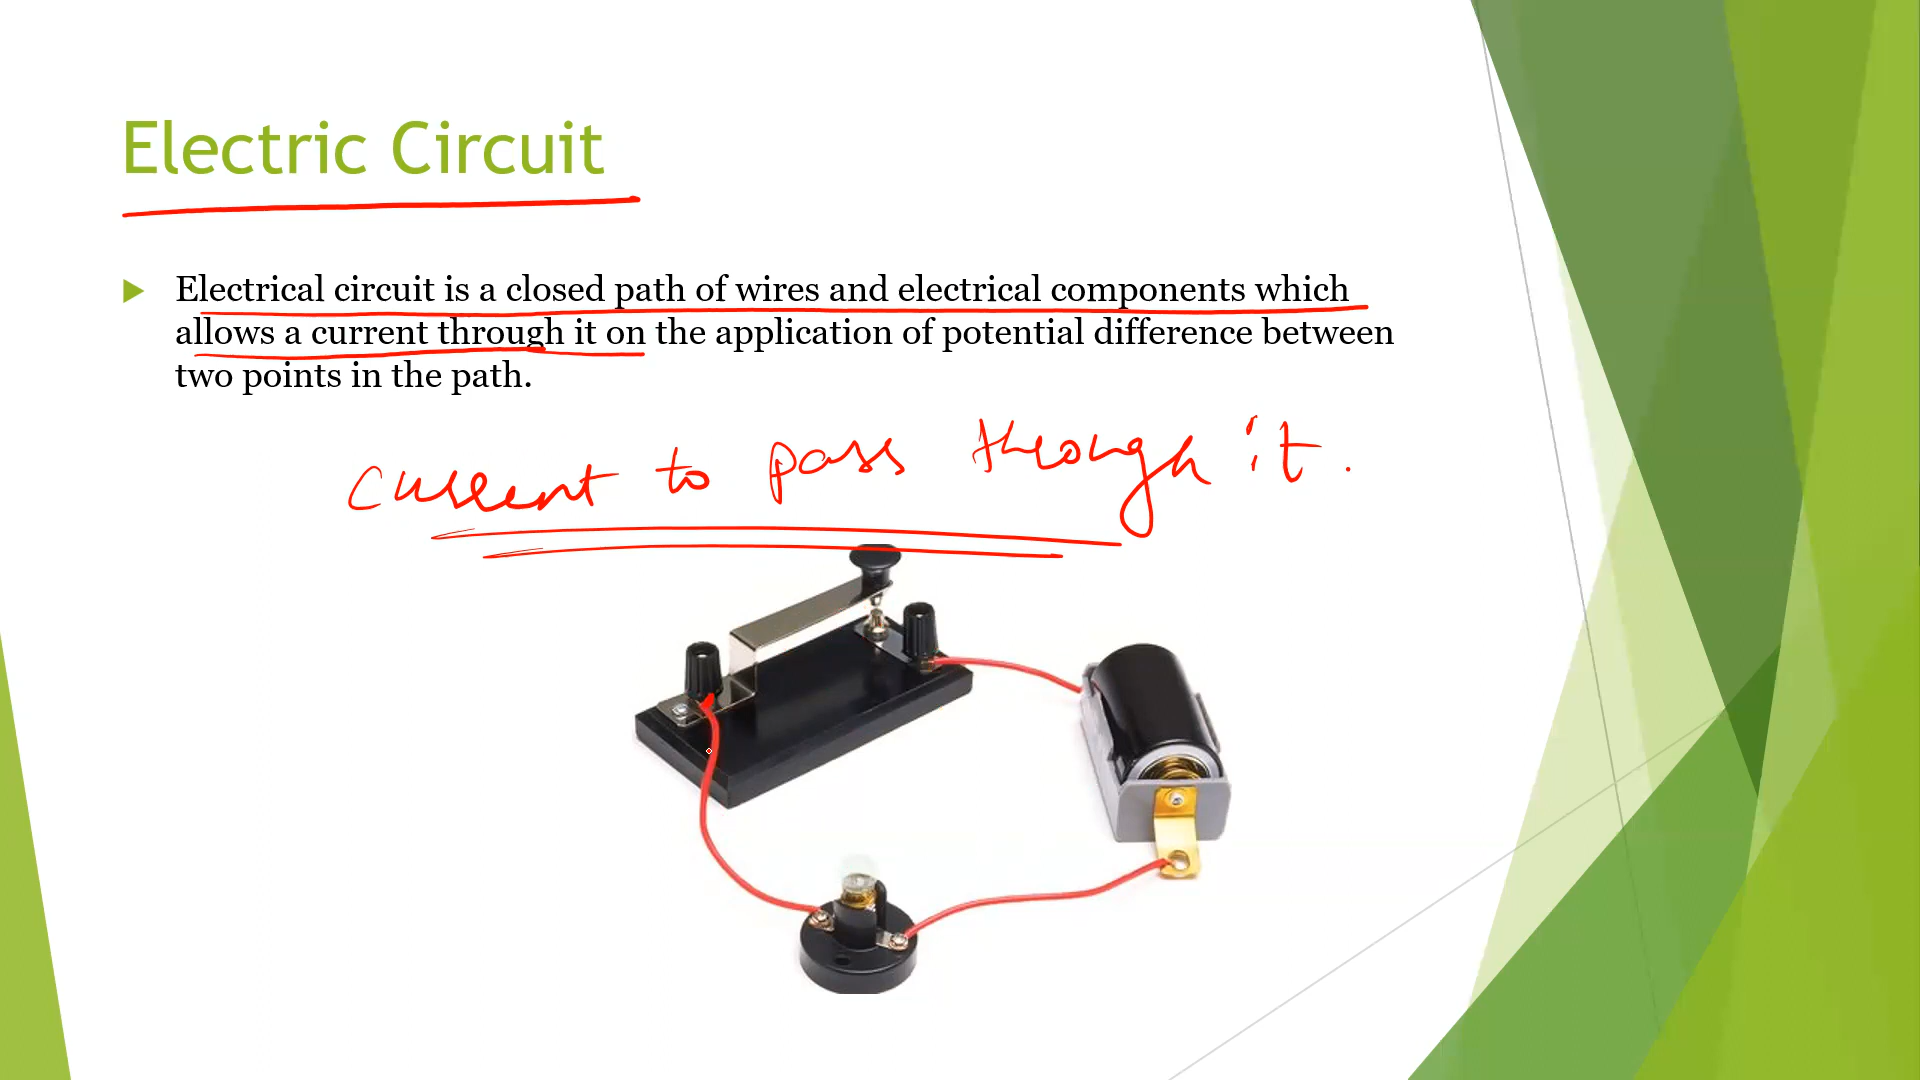 Electric Circuit
Electrical circuit is a closed path of wires and electrical components which
allows a current through it on the application of potential difference between
two points in the path.
current to pass through it.